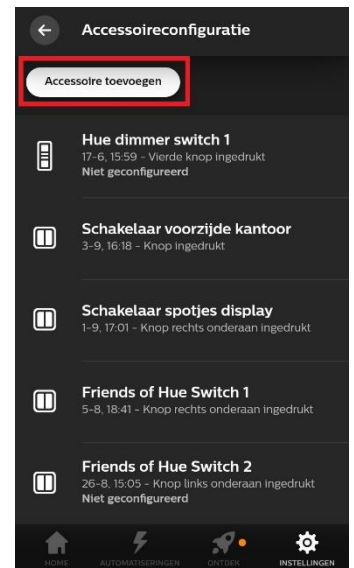 Accessoireconfiguratie
Accessoire toevoegen
Hue dimmer switch 1
17-6, 15:59 - Vierde knop ingedrukt
Niet geconfigureerd
Schakelaar voorzijde kantoor
3-9, 16:18 - Knop ingedrukt
Schakelaar spotjes display
1-9, 17:01 - Knop rechts onderaan ingedrukt
Friends of Hue Switch 1
5-8, 18:41 - Knop rechts onderaan ingedrukt
Friends of Hue Switch 2
26-8, 15:05 - Knop links onderaan ingedrukt
Niet geconfigureerd
HOME AUTOMATISERINGEN ONTDEK INSTELLINGEN